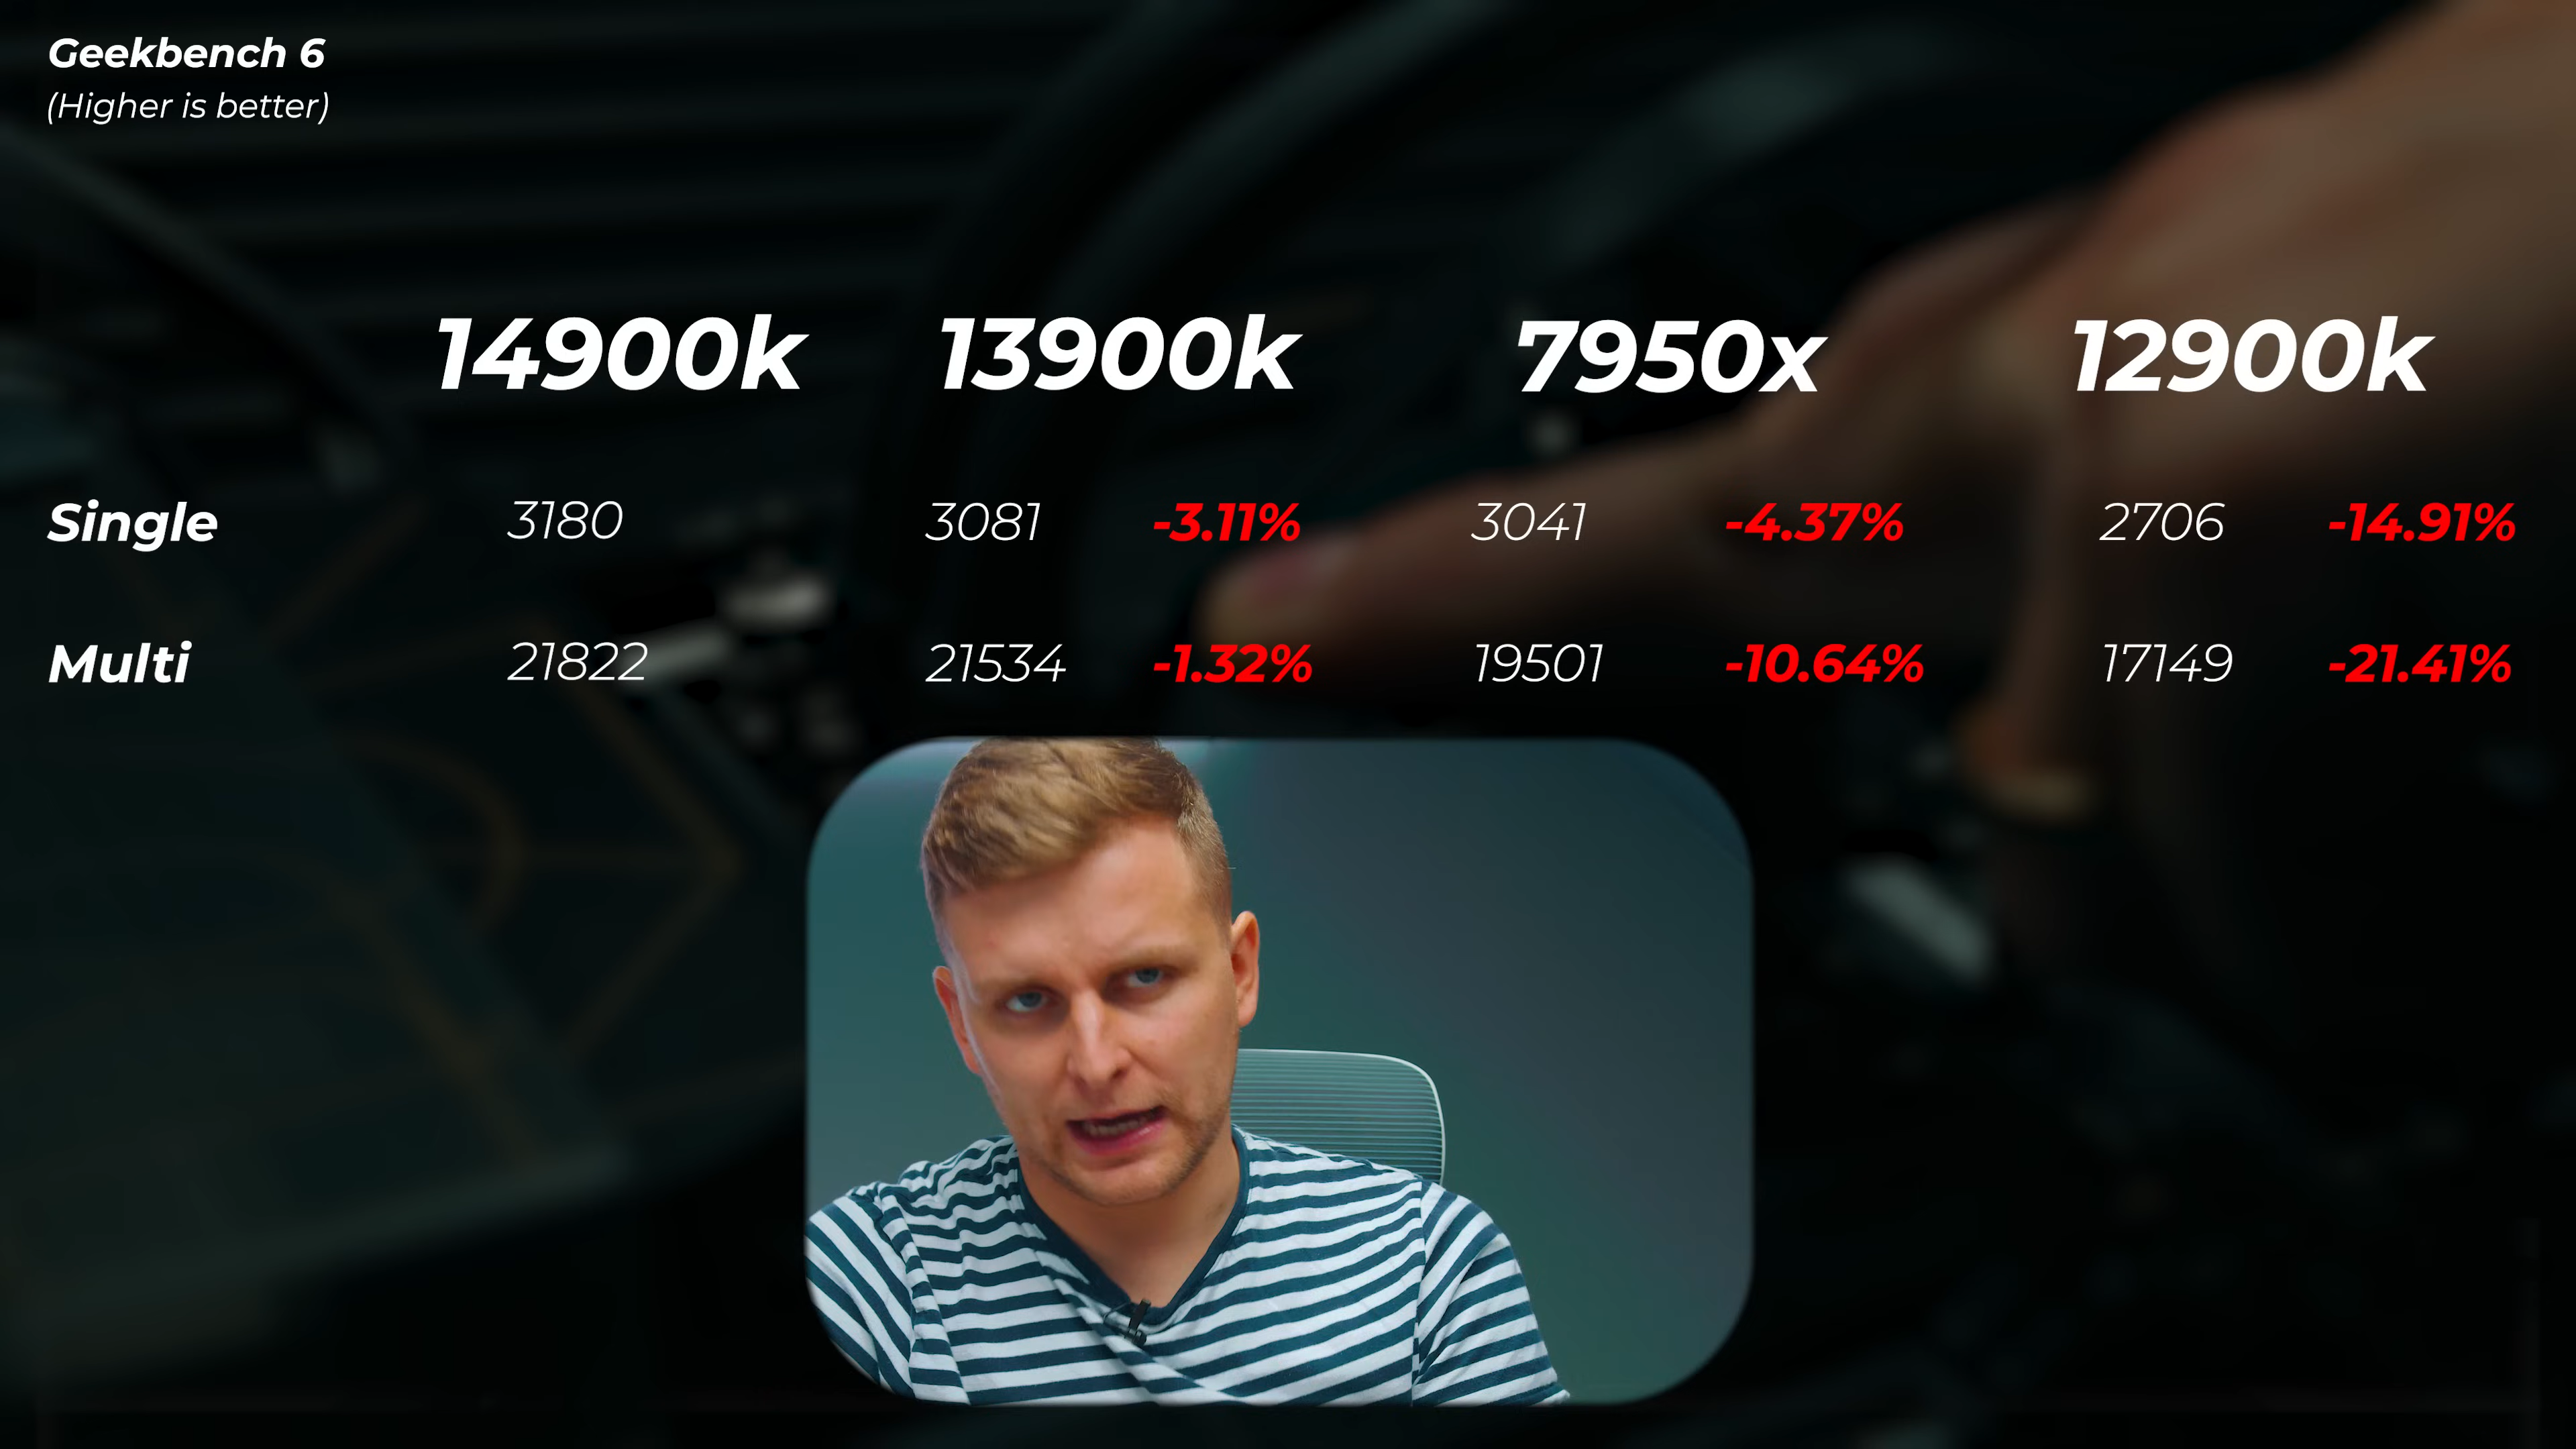 Geekbench 6
(Higher is better)
14900k 13900k 7950x 12900k
Single 3180 3081 -3.11% 3041 -4.37% 2706 -14.91%
Multi 21822 21534 -1.32% 19501 -10.64% 17149 -21.41%